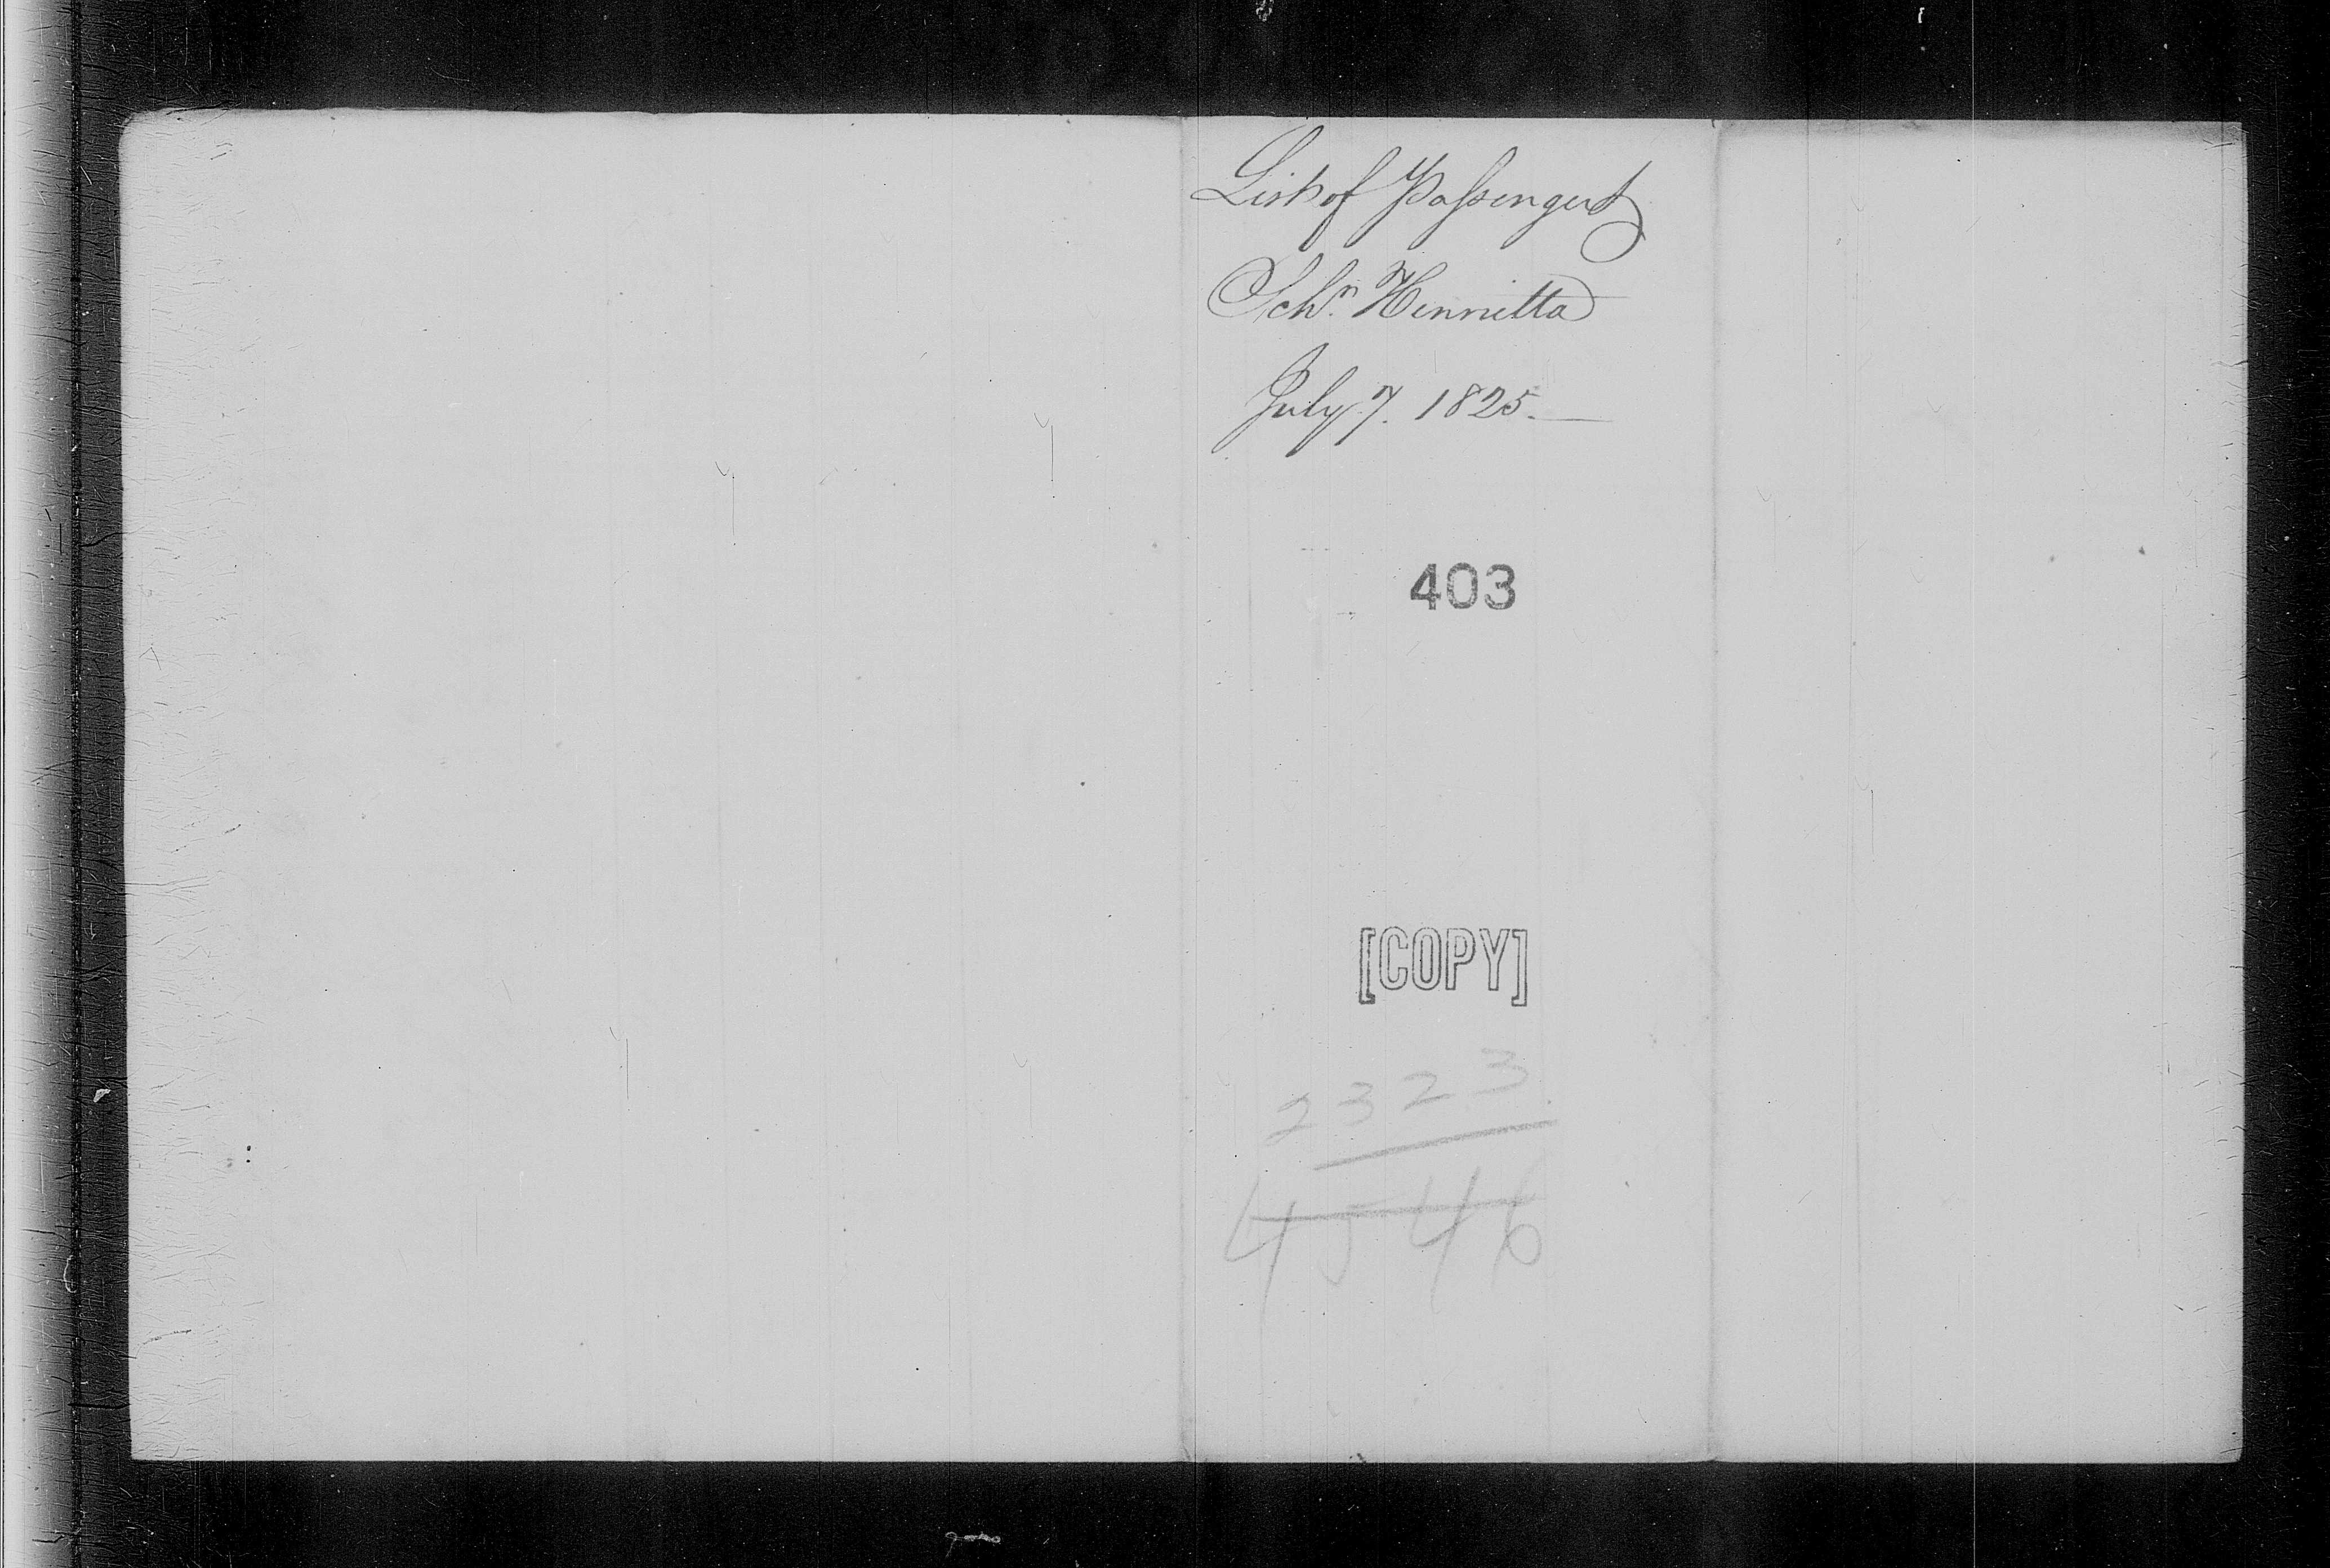 List of Passengers
Schr. Henrietta
July 7. 1825.
403
[COPY]
2323
4546